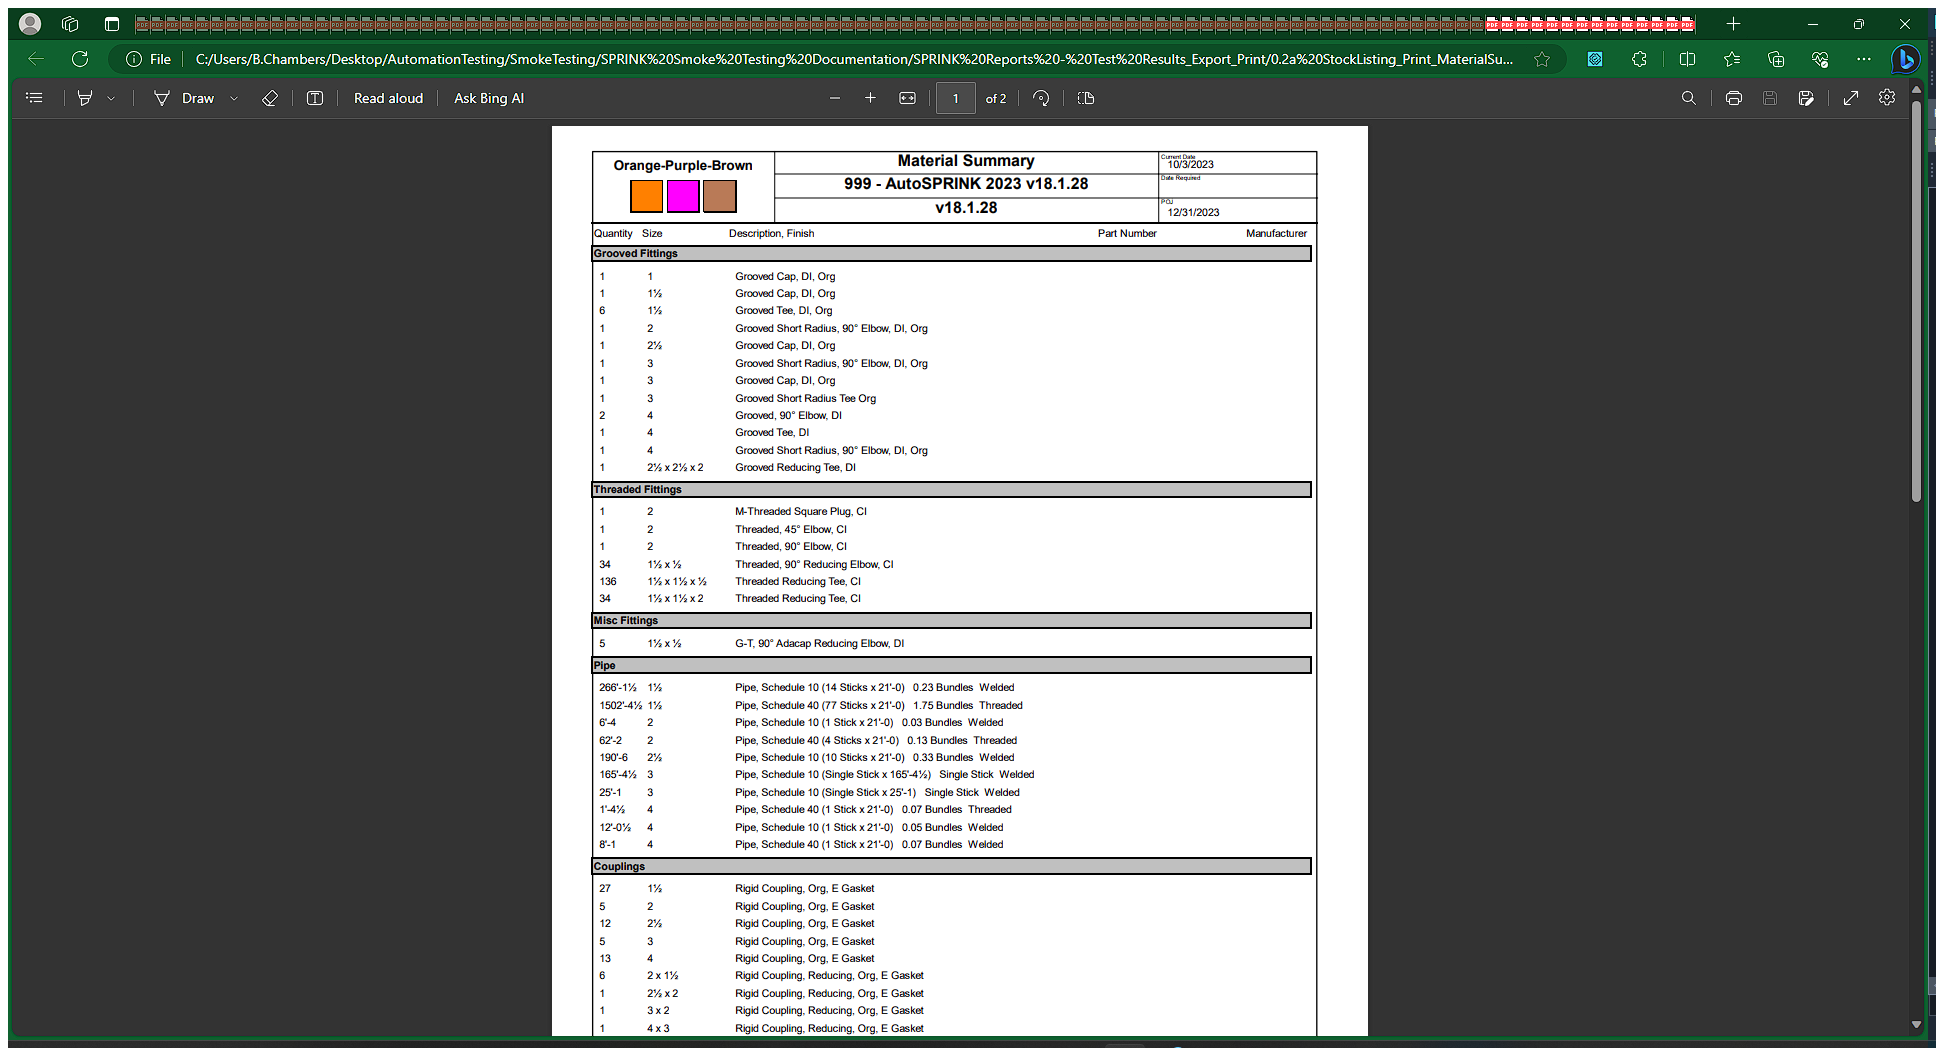 File C:/Users/B.Chambers/Desktop/AutomationTesting/SmokeTesting/SPRINK%20Smoke%20Testing%20Documentation/SPRINK%20Reports%20-%20Test%20Results_Export_Print/0.2a%20StockListing_Print_MaterialSu...
Draw Read aloud Ask Bing AI 1 of 2
Orange-Purple-Brown
Material Summary
999 - AutoSPRINK 2023 v18.1.28
v18.1.28
Current Date
10/3/2023
Date Required
POJ
12/31/2023
Quantity Size Description, Finish Part Number Manufacturer
Grooved Fittings
1 1 Grooved Cap, DI, Org
1 1½ Grooved Cap, DI, Org
6 1½ Grooved Tee, DI, Org
1 2 Grooved Short Radius, 90° Elbow, DI, Org
1 2½ Grooved Cap, DI, Org
1 3 Grooved Short Radius, 90° Elbow, DI, Org
1 3 Grooved Cap, DI, Org
1 3 Grooved Short Radius Tee Org
2 4 Grooved, 90° Elbow, DI
1 4 Grooved Tee, DI
1 4 Grooved Short Radius, 90° Elbow, DI, Org
1 2½ x 2½ x 2 Grooved Reducing Tee, DI
Threaded Fittings
1 2 M-Threaded Square Plug, CI
1 2 Threaded, 45° Elbow, CI
1 2 Threaded, 90° Elbow, CI
34 1½ x ½ Threaded, 90° Reducing Elbow, CI
136 1½ x 1½ x ½ Threaded Reducing Tee, CI
34 1½ x 1½ x 2 Threaded Reducing Tee, CI
Misc Fittings
5 1½ x ½ G-T, 90° Adacap Reducing Elbow, DI
Pipe
266'-1½ 1½ Pipe, Schedule 10 (14 Sticks x 21'-0) 0.23 Bundles Welded
1502'-4½ 1½ Pipe, Schedule 40 (77 Sticks x 21'-0) 1.75 Bundles Threaded
6'-4 2 Pipe, Schedule 10 (1 Stick x 21'-0) 0.03 Bundles Welded
62'-2 2 Pipe, Schedule 40 (4 Sticks x 21'-0) 0.13 Bundles Threaded
190'-6 2½ Pipe, Schedule 10 (10 Sticks x 21'-0) 0.33 Bundles Welded
165'-4½ 3 Pipe, Schedule 10 (Single Stick x 165'-4½) Single Stick Welded
25'-1 3 Pipe, Schedule 10 (Single Stick x 25'-1) Single Stick Welded
1'-4½ 4 Pipe, Schedule 40 (1 Stick x 21'-0) 0.07 Bundles Threaded
12'-0½ 4 Pipe, Schedule 10 (1 Stick x 21'-0) 0.05 Bundles Welded
8'-1 4 Pipe, Schedule 40 (1 Stick x 21'-0) 0.07 Bundles Welded
Couplings
27 1½ Rigid Coupling, Org, E Gasket
5 2 Rigid Coupling, Org, E Gasket
12 2½ Rigid Coupling, Org, E Gasket
5 3 Rigid Coupling, Org, E Gasket
13 4 Rigid Coupling, Org, E Gasket
6 2 x 1½ Rigid Coupling, Reducing, Org, E Gasket
1 2½ x 2 Rigid Coupling, Reducing, Org, E Gasket
1 3 x 2 Rigid Coupling, Reducing, Org, E Gasket
1 4 x 3 Rigid Coupling, Reducing, Org, E Gasket